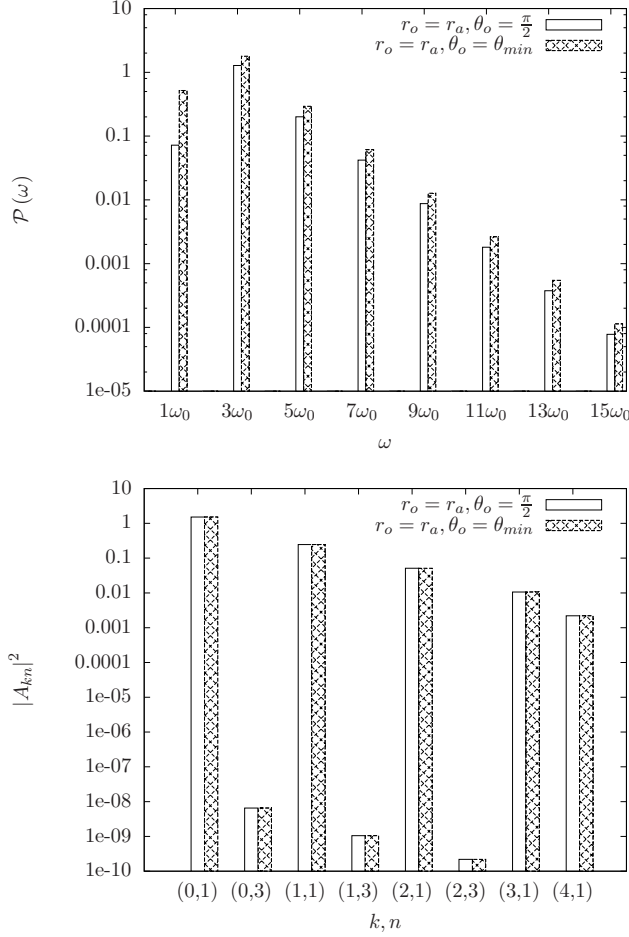 10
1
0.1
0.01
0.001
0.0001
1e-05
P (ω)
r_o = r_a, θ_o = π/2
r_o = r_a, θ_o = θ_min
1ω_0 3ω_0 5ω_0 7ω_0 9ω_0 11ω_0 13ω_0 15ω_0
ω
10
1
0.1
0.01
0.001
0.0001
1e-05
1e-06
1e-07
1e-08
1e-09
1e-10
|A_kn|^2
r_o = r_a, θ_o = π/2
r_o = r_a, θ_o = θ_min
(0,1) (0,3) (1,1) (1,3) (2,1) (2,3) (3,1) (4,1)
k, n